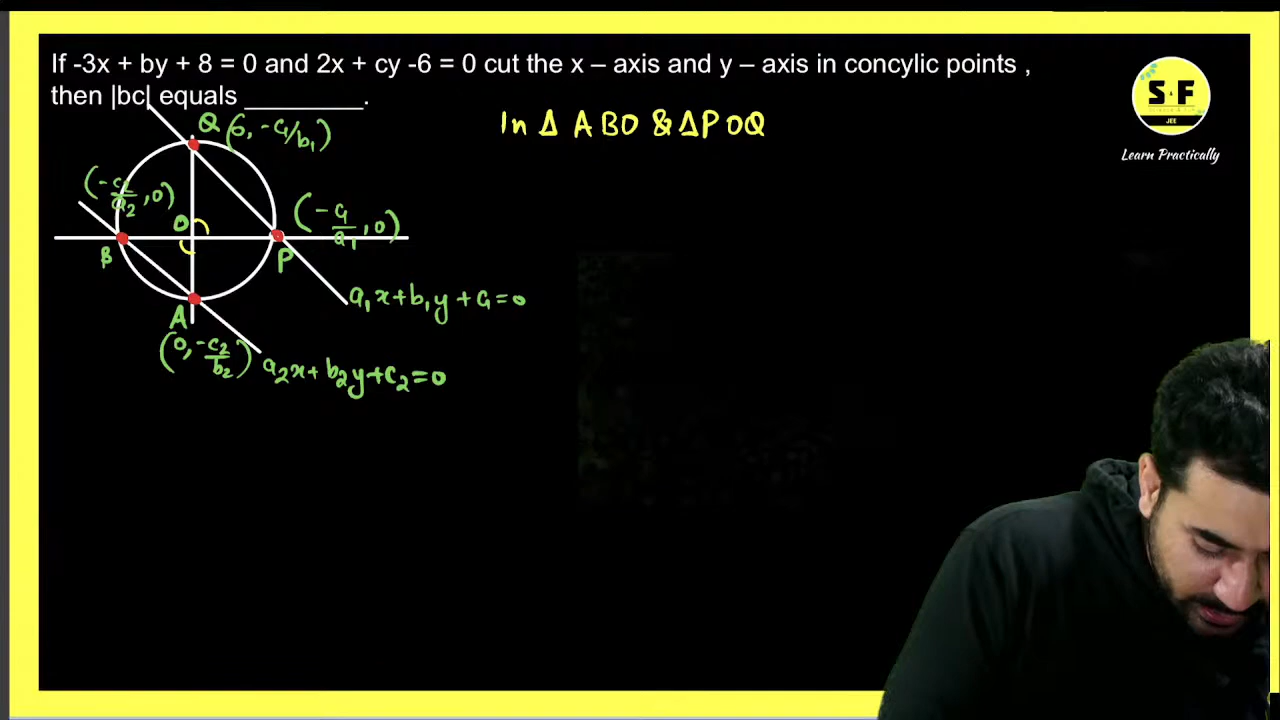 If -3x + by + 8 = 0 and 2x + cy -6 = 0 cut the x – axis and y – axis in concylic points ,
then |bc| equals _________.
S&F
JEE
Learn Practically
In Δ ABO & ΔPOQ
Q (0, -c₁/b₁)
(-c₂/a₂, 0)
O
(-c₁/a₁, 0)
B
P
a₁x+b₁y+c₁=0
A
(0, -c₂/b₂)
a₂x+b₂y+c₂=0